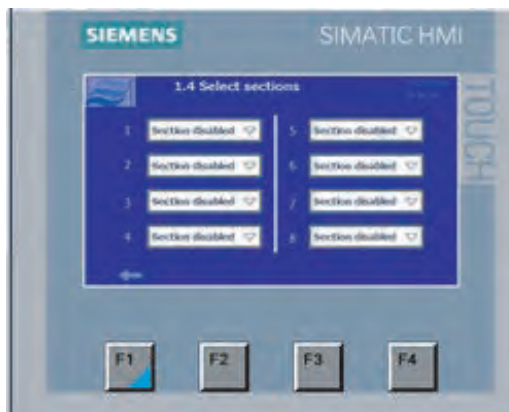 SIEMENS
SIMATIC HMI
TOUCH
1.4 Select sections
1 Section disabled
2 Section disabled
3 Section disabled
4 Section disabled
5 Section disabled
6 Section disabled
7 Section disabled
8 Section disabled
F1
F2
F3
F4